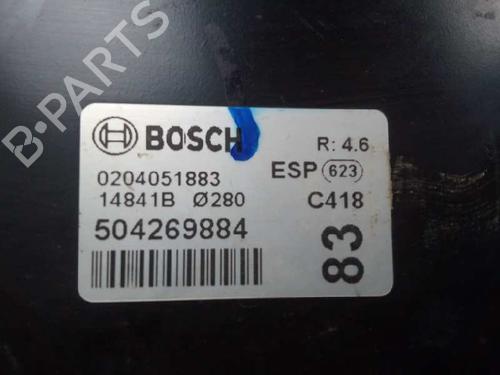 BOSCH
R: 4.6
ESP 623
0204051883
14841B Ø280
C418
504269884
83
B-PARTS